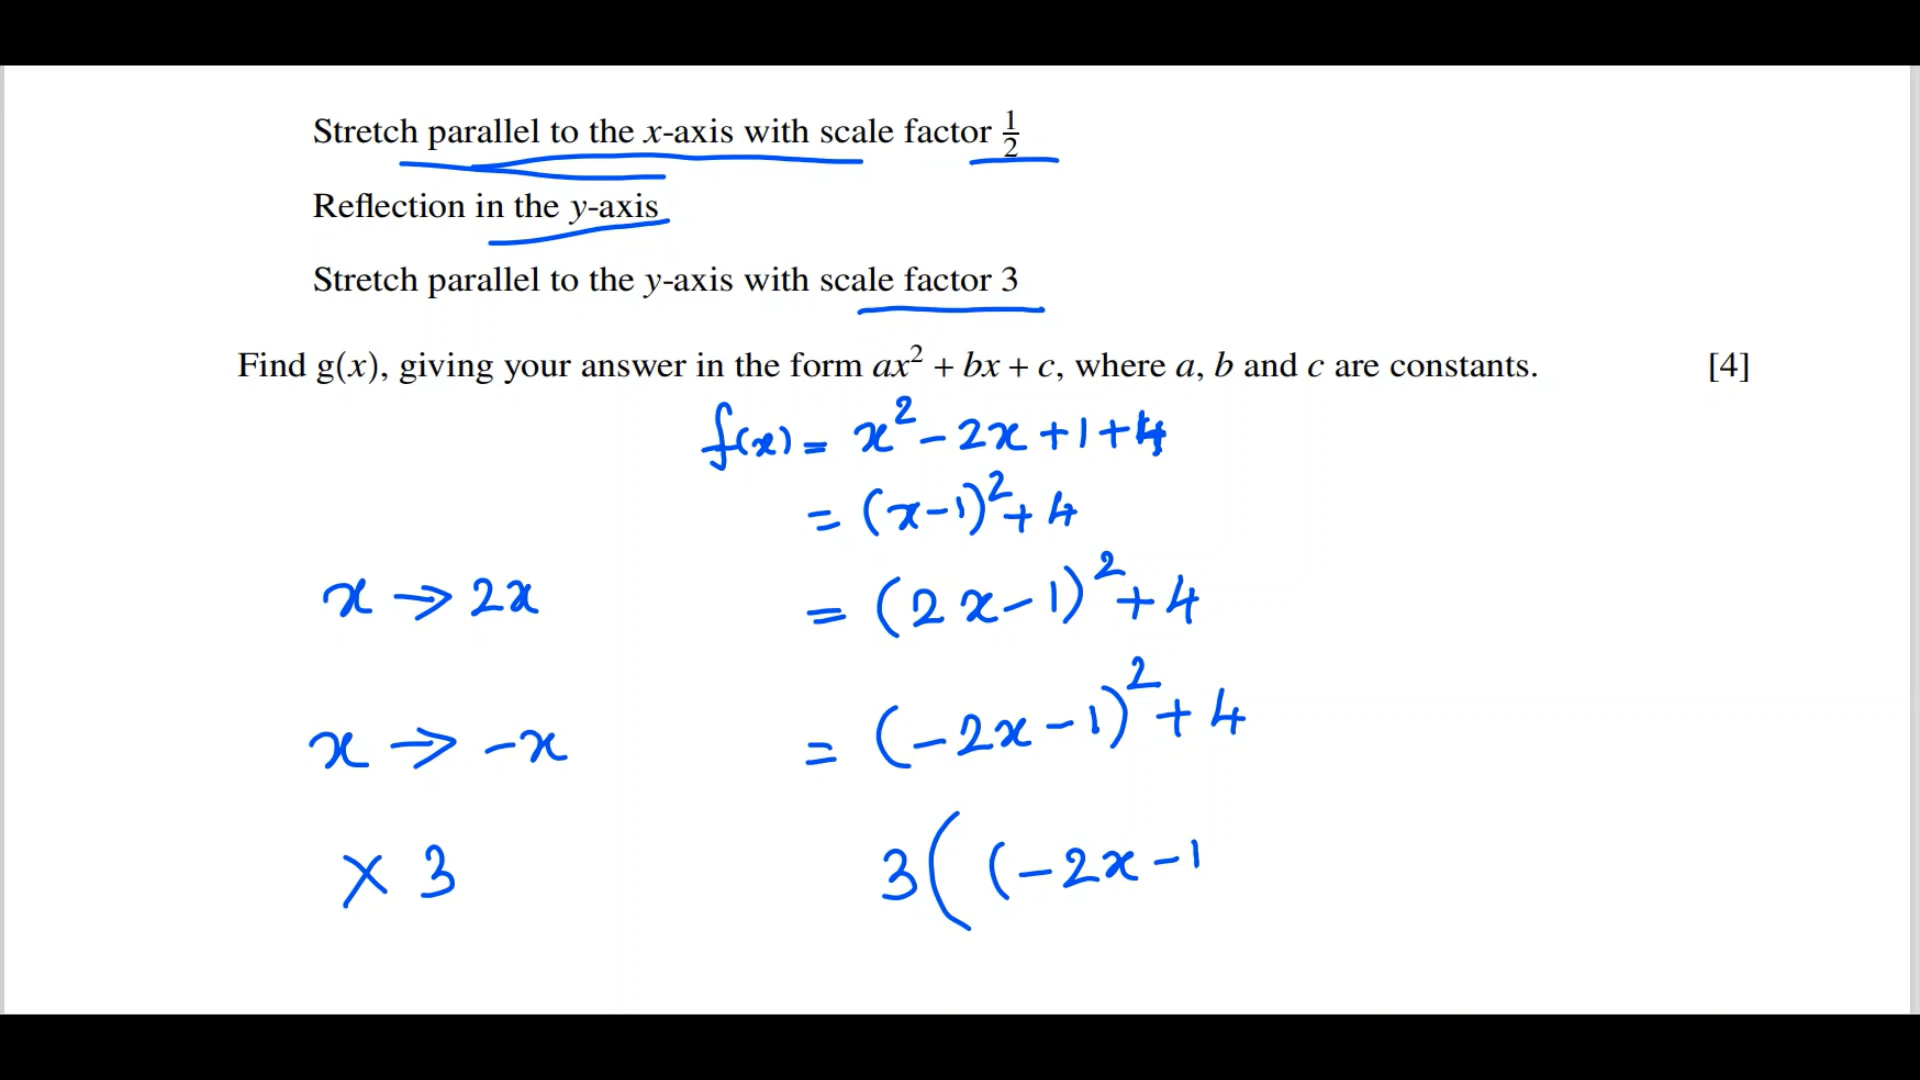 Stretch parallel to the x-axis with scale factor 1/2
Reflection in the y-axis
Stretch parallel to the y-axis with scale factor 3
Find g(x), giving your answer in the form ax² + bx + c, where a, b and c are constants. [4]
f(x) = x² - 2x + 1 + 4
= (x-1)² + 4
x → 2x = (2x-1)² + 4
x → -x = (-2x-1)² + 4
× 3 3((-2x-1